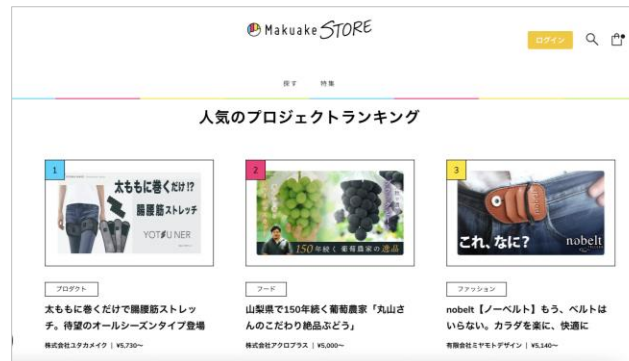 Makuake STORE
ログイン
探す 特集
人気のプロジェクトランキング
1
太ももに巻くだけ!?
腸腰筋ストレッチ
YOTSUNER
2
150年続く葡萄農家の逸品
3
これ、なに?
nobelt
プロダクト
太ももに巻くだけで腸腰筋ストレッ
チ。待望のオールシーズンタイプ登場
株式会社ユタカメイク | ¥5,730〜
フード
山梨県で150年続く葡萄農家「丸山さ
んのこだわり絶品ぶどう」
株式会社アクロプラス | ¥5,000〜
ファッション
nobelt【ノーベルト】もう、ベルトは
いらない。カラダを楽に、快適に
有限会社ミヤモトデザイン | ¥5,140〜